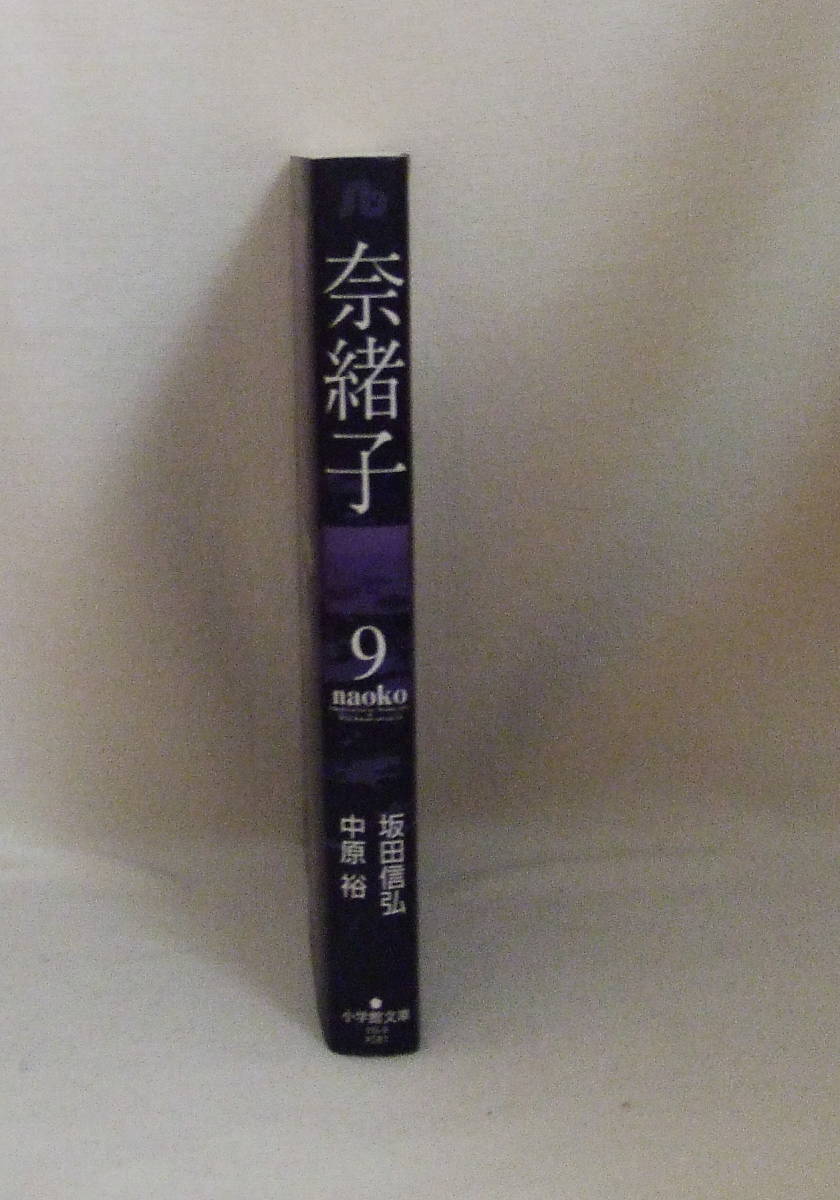 奈緒子
9
naoko
坂田信弘
中原 裕
小学館文庫